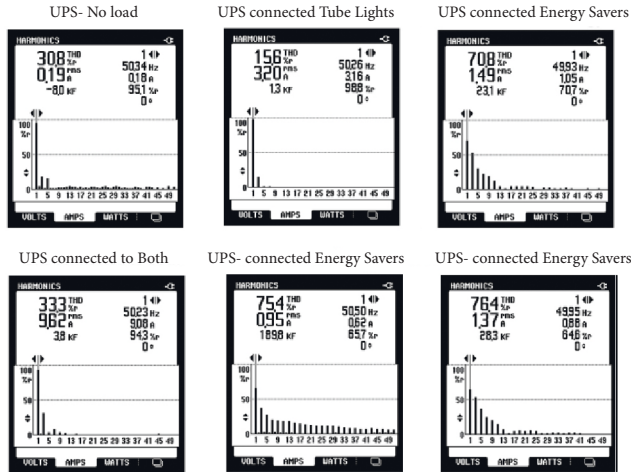 UPS- No load
HARMONICS
30,8 THD %r
0,19 rms A
-8,0 KF
1
50,34 Hz
0,18 A
95,1 %r
0°
100
%r
50
0
1 5 9 13 17 21 25 29 33 37 41 45 49
VOLTS AMPS WATTS
UPS connected Tube Lights
HARMONICS
15,6 THD %r
3,20 rms A
1,3 KF
1
50,26 Hz
3,16 A
98,8 %r
0°
100
%r
50
0
1 5 9 13 17 21 25 29 33 37 41 45 49
VOLTS AMPS WATTS
UPS connected Energy Savers
HARMONICS
70,8 THD %r
1,49 rms A
23,1 KF
1
49,93 Hz
1,05 A
70,7 %r
0°
100
%r
50
0
1 5 9 13 17 21 25 29 33 37 41 45 49
VOLTS AMPS WATTS
UPS connected to Both
HARMONICS
33,3 THD %r
9,62 rms A
3,8 KF
1
50,23 Hz
9,08 A
94,3 %r
0°
100
%r
50
0
1 5 9 13 17 21 25 29 33 37 41 45 49
VOLTS AMPS WATTS
UPS- connected Energy Savers
HARMONICS
75,4 THD %r
0,95 rms A
189,8 KF
1
50,50 Hz
0,62 A
65,7 %r
0°
100
%r
50
0
1 5 9 13 17 21 25 29 33 37 41 45 49
VOLTS AMPS WATTS
UPS- connected Energy Savers
HARMONICS
76,4 THD %r
1,37 rms A
28,3 KF
1
49,95 Hz
0,88 A
64,6 %r
0°
100
%r
50
0
1 5 9 13 17 21 25 29 33 37 41 45 49
VOLTS AMPS WATTS